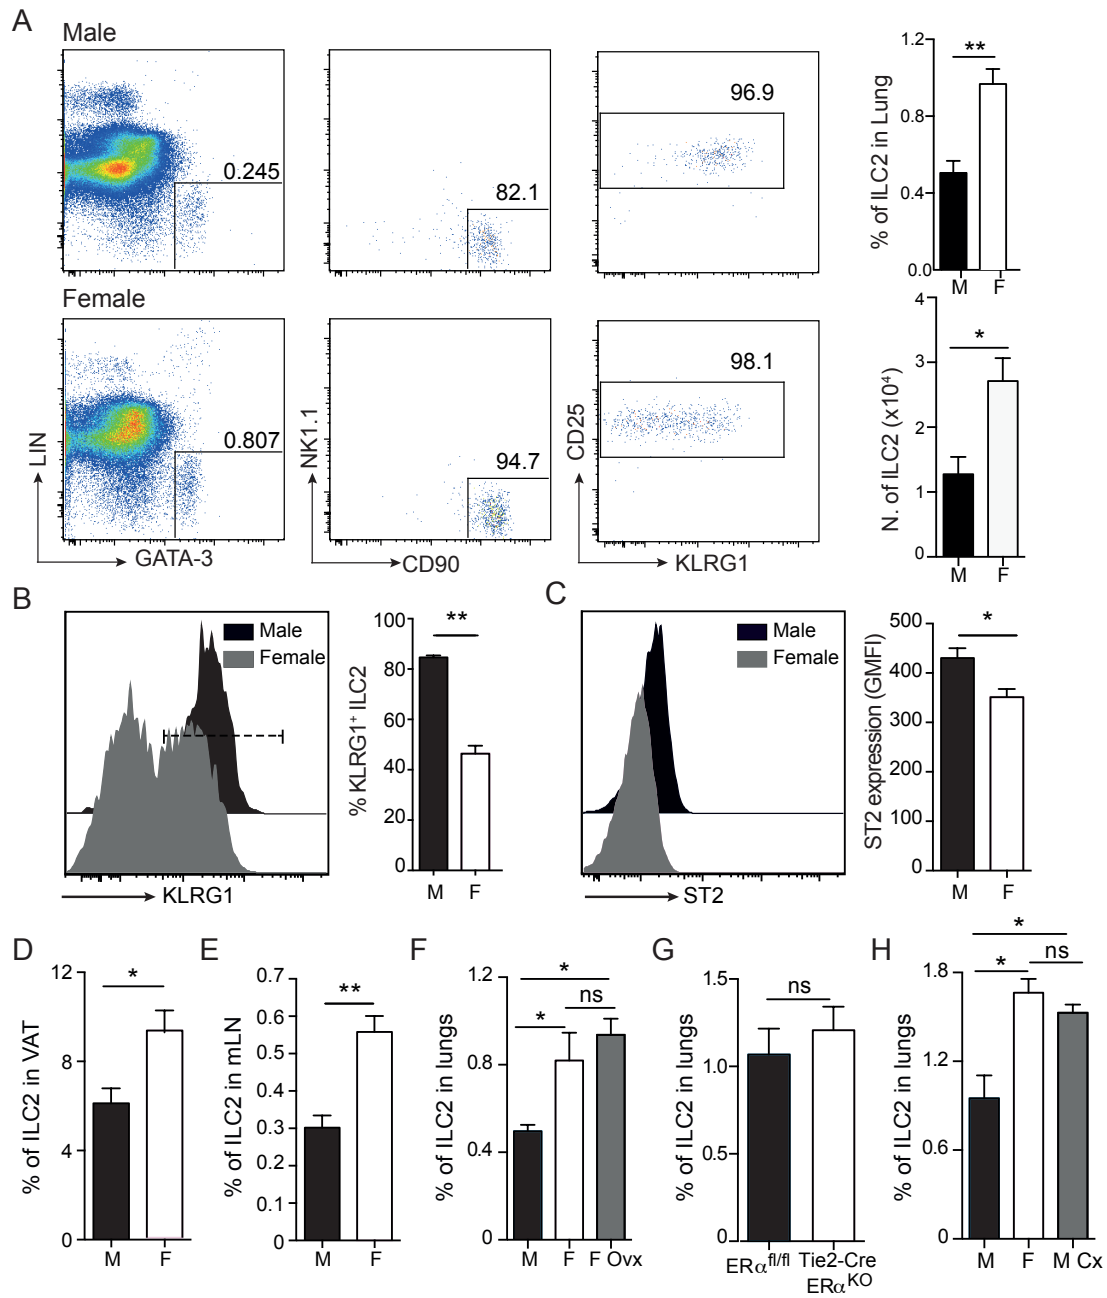 A
Male
0.245
82.1
96.9
Female
0.807
94.7
98.1
LIN
GATA-3
NK1.1
CD90
CD25
KLRG1
% of ILC2 in Lung
1.2
0.8
0.4
0.0
**
M F
N. of ILC2 (x10⁴)
4
3
2
1
0
*
M F
B
Male
Female
KLRG1
% KLRG1⁺ ILC2
100
80
60
40
20
0
**
M F
C
Male
Female
ST2
ST2 expression (GMFI)
500
400
300
200
100
0
*
M F
D
% of ILC2 in VAT
12
8
4
0
*
M F
E
% of ILC2 in mLN
0.7
0.6
0.5
0.4
0.3
0.2
0.1
0
**
M F
F
% of ILC2 in lungs
1.2
0.8
0.4
0
*
ns
*
M F F Ovx
G
% of ILC2 in lungs
1.5
1.0
0.5
0
ns
ERα^fl/fl Tie2-Cre
ERα^KO
H
% of ILC2 in lungs
1.8
1.2
0.6
0
*
ns
*
M F M Cx